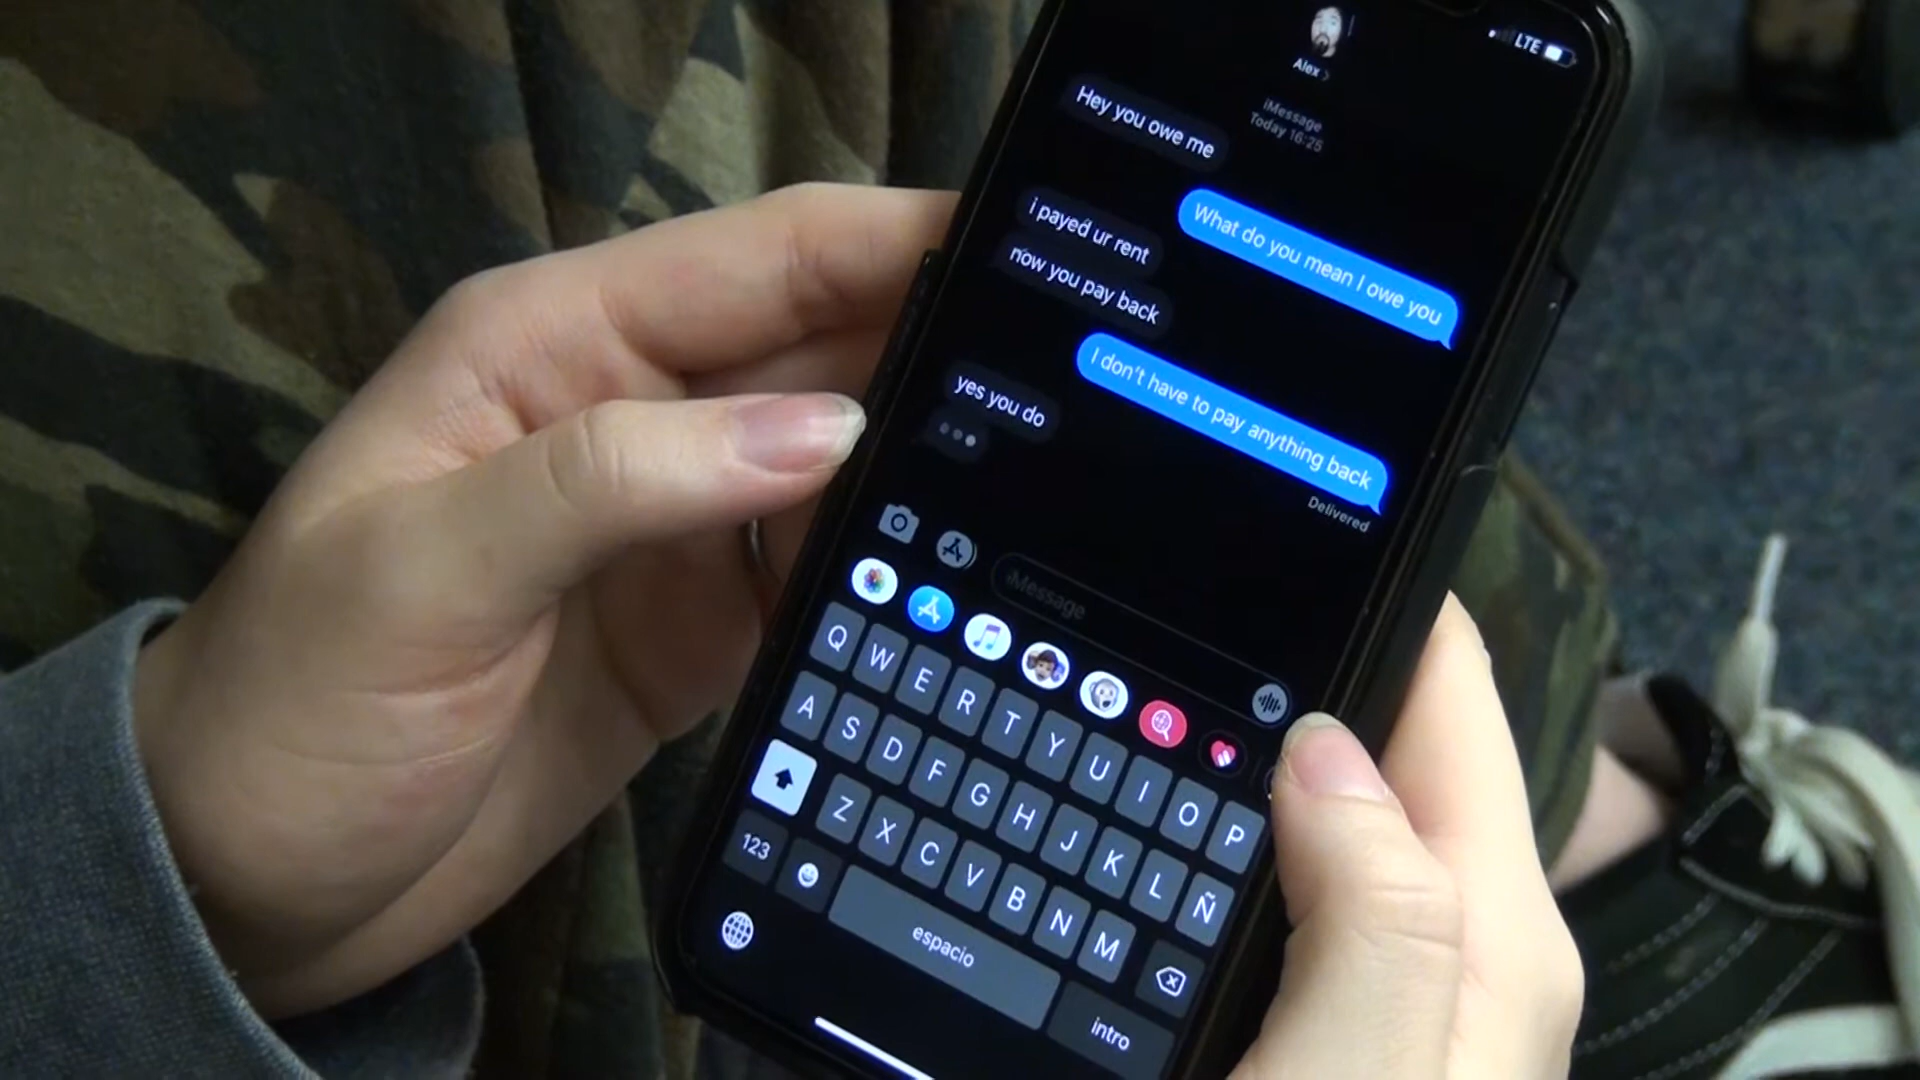 LTE
Alex
iMessage
Today 16:25
Hey you owe me
What do you mean I owe you
i payed ur rent
now you pay back
I don't have to pay anything back
Delivered
yes you do
iMessage
Q W E R T Y U I O P
A S D F G H J K L Ñ
Z X C V B N M
123
espacio
intro